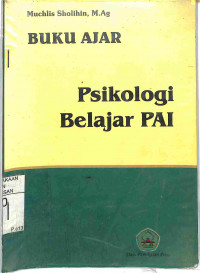 Muchlis Sholihin, M.Ag
BUKU AJAR
Psikologi
Belajar PAI